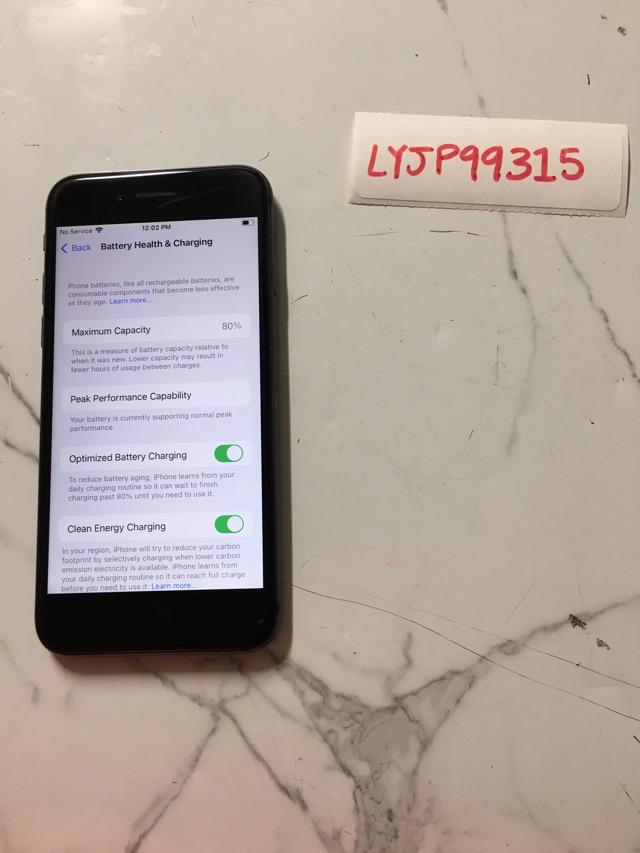 LYJP99315
No Service 12:02 PM
Back Battery Health & Charging
Phone batteries, like all rechargeable batteries, are
consumable components that become less effective
as they age. Learn more...
Maximum Capacity 80%
This is a measure of battery capacity relative to
when it was new. Lower capacity may result in
fewer hours of usage between charges.
Peak Performance Capability
Your battery is currently supporting normal peak
performance.
Optimized Battery Charging
To reduce battery aging, iPhone learns from your
daily charging routine so it can wait to finish
charging past 80% until you need to use it.
Clean Energy Charging
In your region, iPhone will try to reduce your carbon
footprint by selectively charging when lower carbon
emission electricity is available. iPhone learns from
your daily charging routine so it can reach full charge
before you need to use it. Learn more...